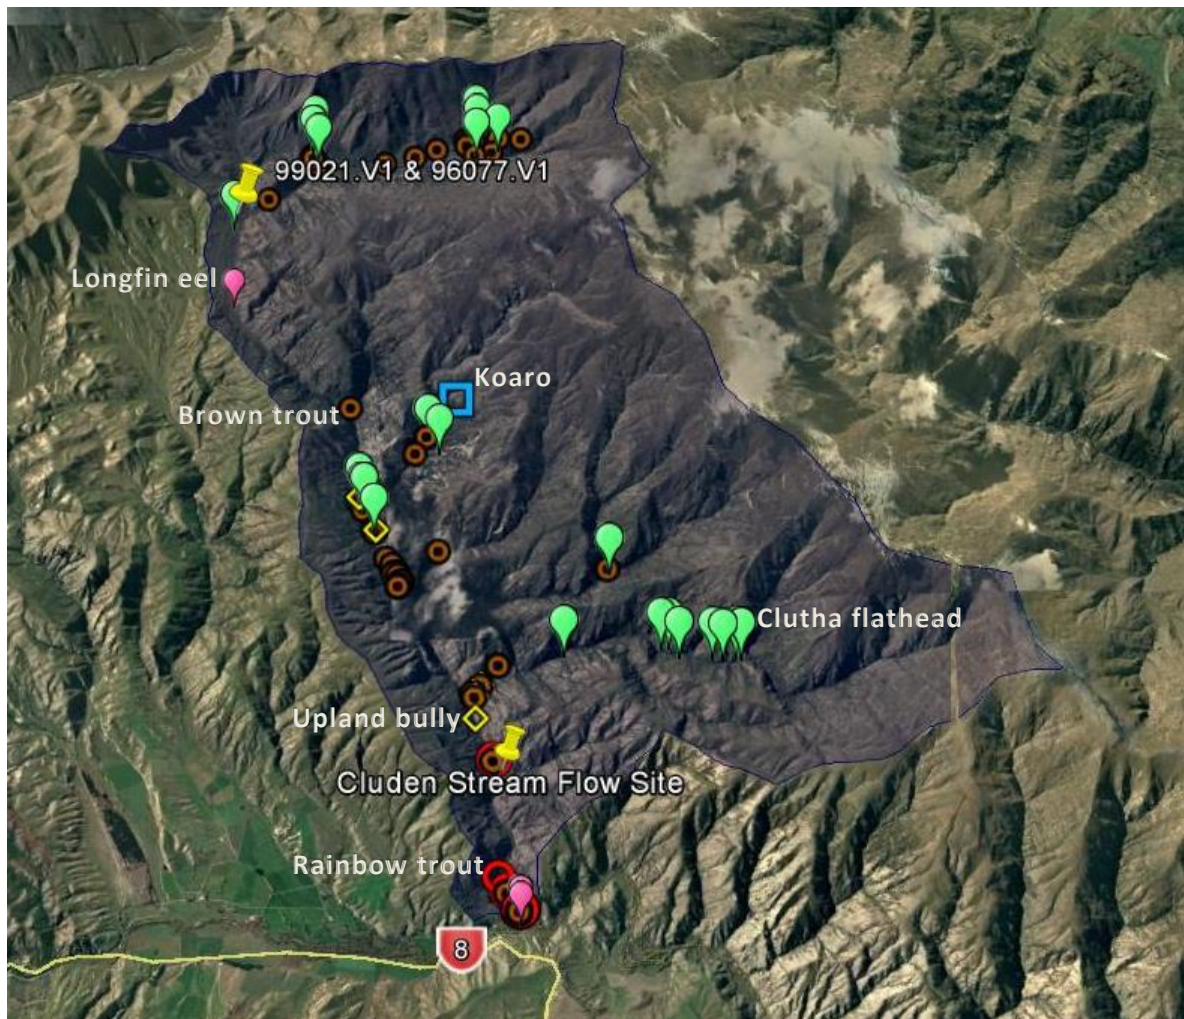 99021.V1 & 96077.V1
Longfin eel
Koaro
Brown trout
Clutha flathead
Upland bully
Cluden Stream Flow Site
Rainbow trout
8